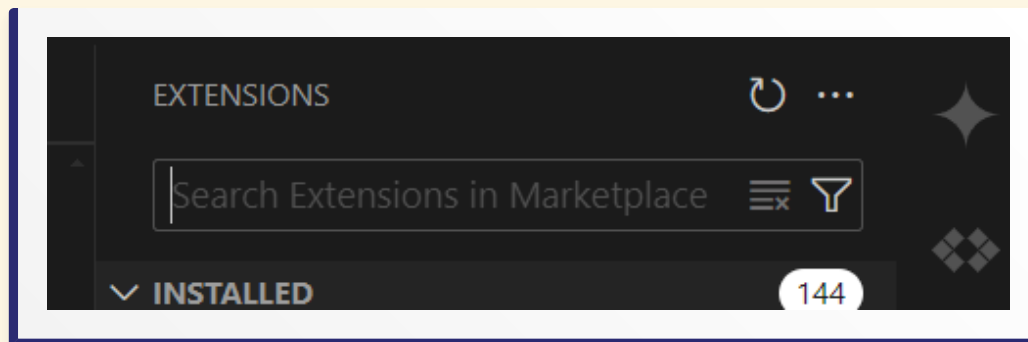 EXTENSIONS
Search Extensions in Marketplace
INSTALLED 144